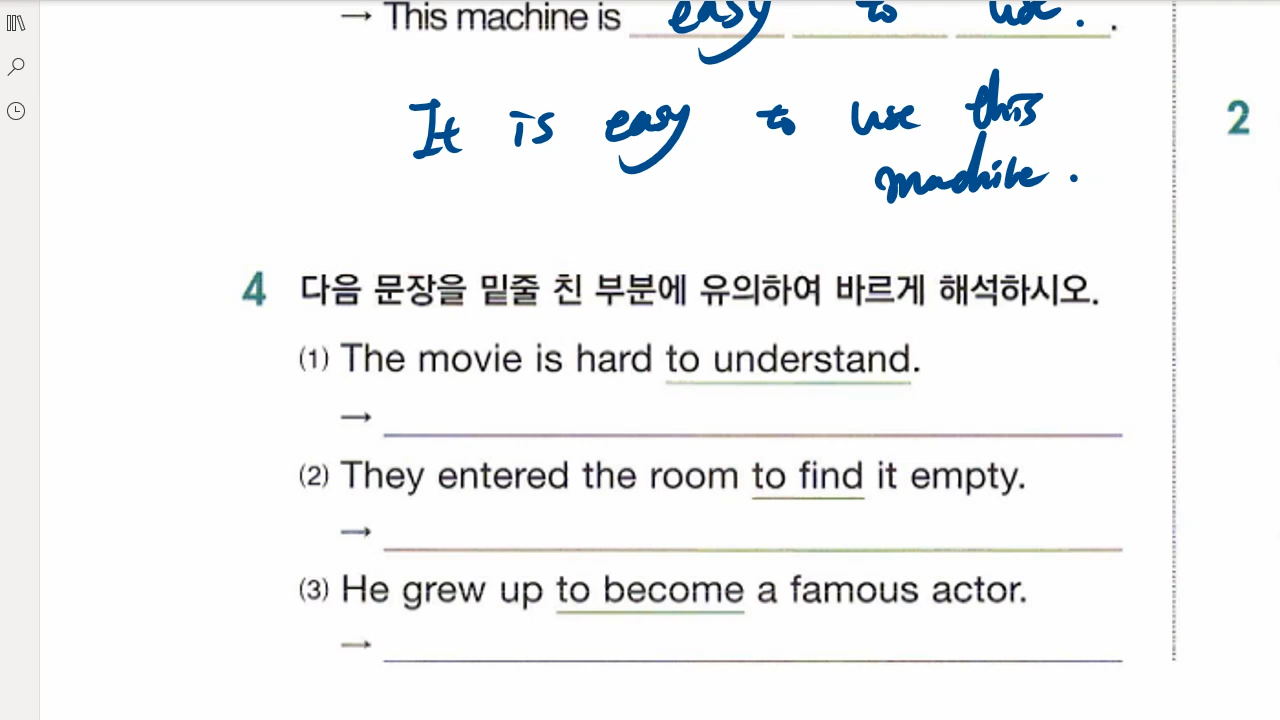 → This machine is easy to use. .
It is easy to use this
machine.
2
4 다음 문장을 밑줄 친 부분에 유의하여 바르게 해석하시오.
(1) The movie is hard to understand.
→
(2) They entered the room to find it empty.
→
(3) He grew up to become a famous actor.
→